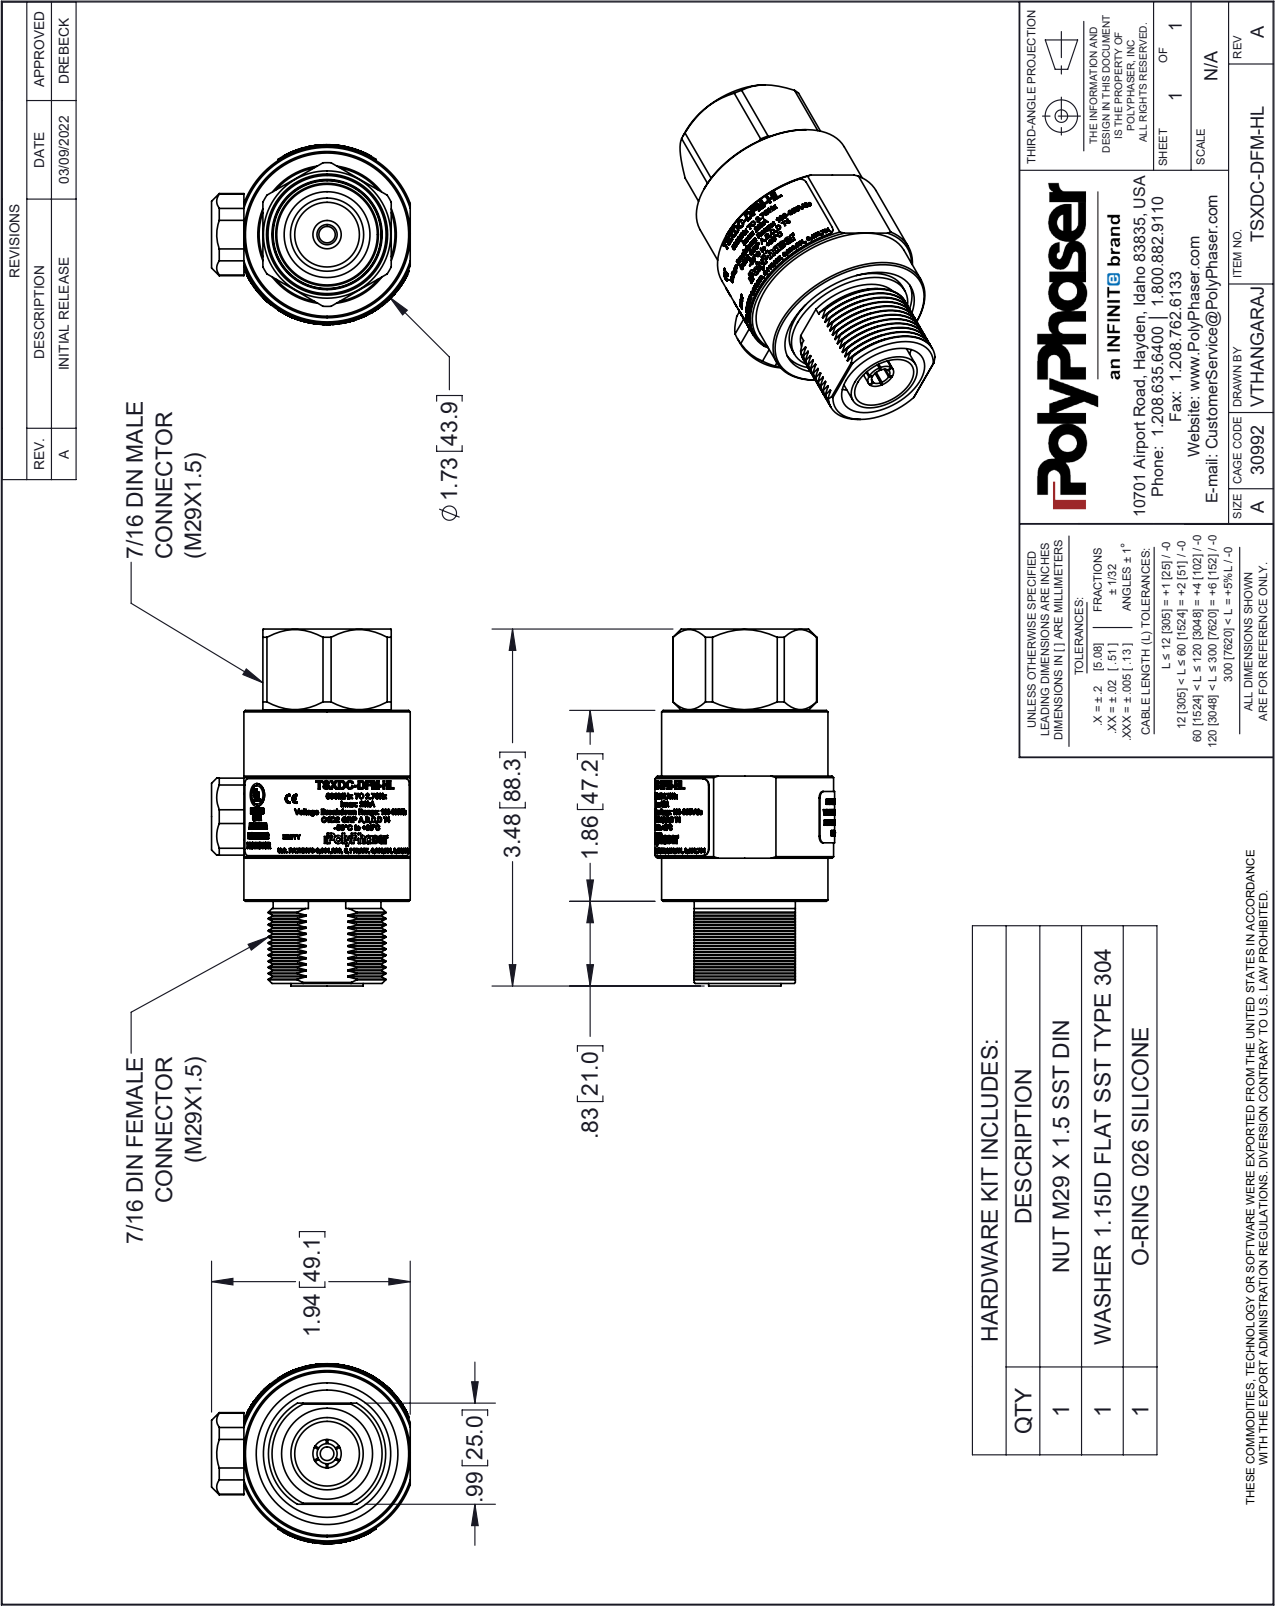 REVISIONS
REV. DESCRIPTION DATE APPROVED
A INITIAL RELEASE 03/09/2022 DREBECK
7/16 DIN FEMALE
CONNECTOR
(M29X1.5)
7/16 DIN MALE
CONNECTOR
(M29X1.5)
1.94 [49.1]
.99 [25.0]
Ø1.73 [43.9]
TSXDC-DFM-HL
CE
PolyPhaser
3.48 [88.3]
.83 [21.0]
1.86 [47.2]
HARDWARE KIT INCLUDES:
QTY DESCRIPTION
1 NUT M29 X 1.5 SST DIN
1 WASHER 1.15ID FLAT SST TYPE 304
1 O-RING 026 SILICONE
UNLESS OTHERWISE SPECIFIED
LEADING DIMENSIONS ARE INCHES
DIMENSIONS IN [ ] ARE MILLIMETERS
TOLERANCES:
.X = ± .2 [5.08] FRACTIONS
.XX = ± .02 [ .51 ] ± 1/32
.XXX = ± .005 [ .13 ] ANGLES ± 1°
CABLE LENGTH (L) TOLERANCES:
L ≤ 12 [305] = +1 [25] / -0
12 [305] < L ≤ 60 [1524] = +2 [51] / -0
60 [1524] < L ≤ 120 [3048] = +4 [102] / -0
120 [3048] < L ≤ 300 [7620] = +6 [152] / -0
300 [7620] < L = +5%L / -0
ALL DIMENSIONS SHOWN
ARE FOR REFERENCE ONLY.
PolyPhaser
an INFINITe brand
10701 Airport Road, Hayden, Idaho 83835, USA
Phone: 1.208.635.6400 | 1.800.882.9110
Fax: 1.208.762.6133
Website: www.PolyPhaser.com
E-mail: CustomerService@PolyPhaser.com
THIRD-ANGLE PROJECTION
THE INFORMATION AND
DESIGN IN THIS DOCUMENT
IS THE PROPERTY OF
POLYPHASER, INC
ALL RIGHTS RESERVED.
SHEET 1 OF 1
SCALE N/A
SIZE A
CAGE CODE 30992
DRAWN BY VTHANGARAJ
ITEM NO. TSXDC-DFM-HL
REV A
THESE COMMODITIES, TECHNOLOGY OR SOFTWARE WERE EXPORTED FROM THE UNITED STATES IN ACCORDANCE
WITH THE EXPORT ADMINISTRATION REGULATIONS. DIVERSION CONTRARY TO U.S. LAW PROHIBITED.